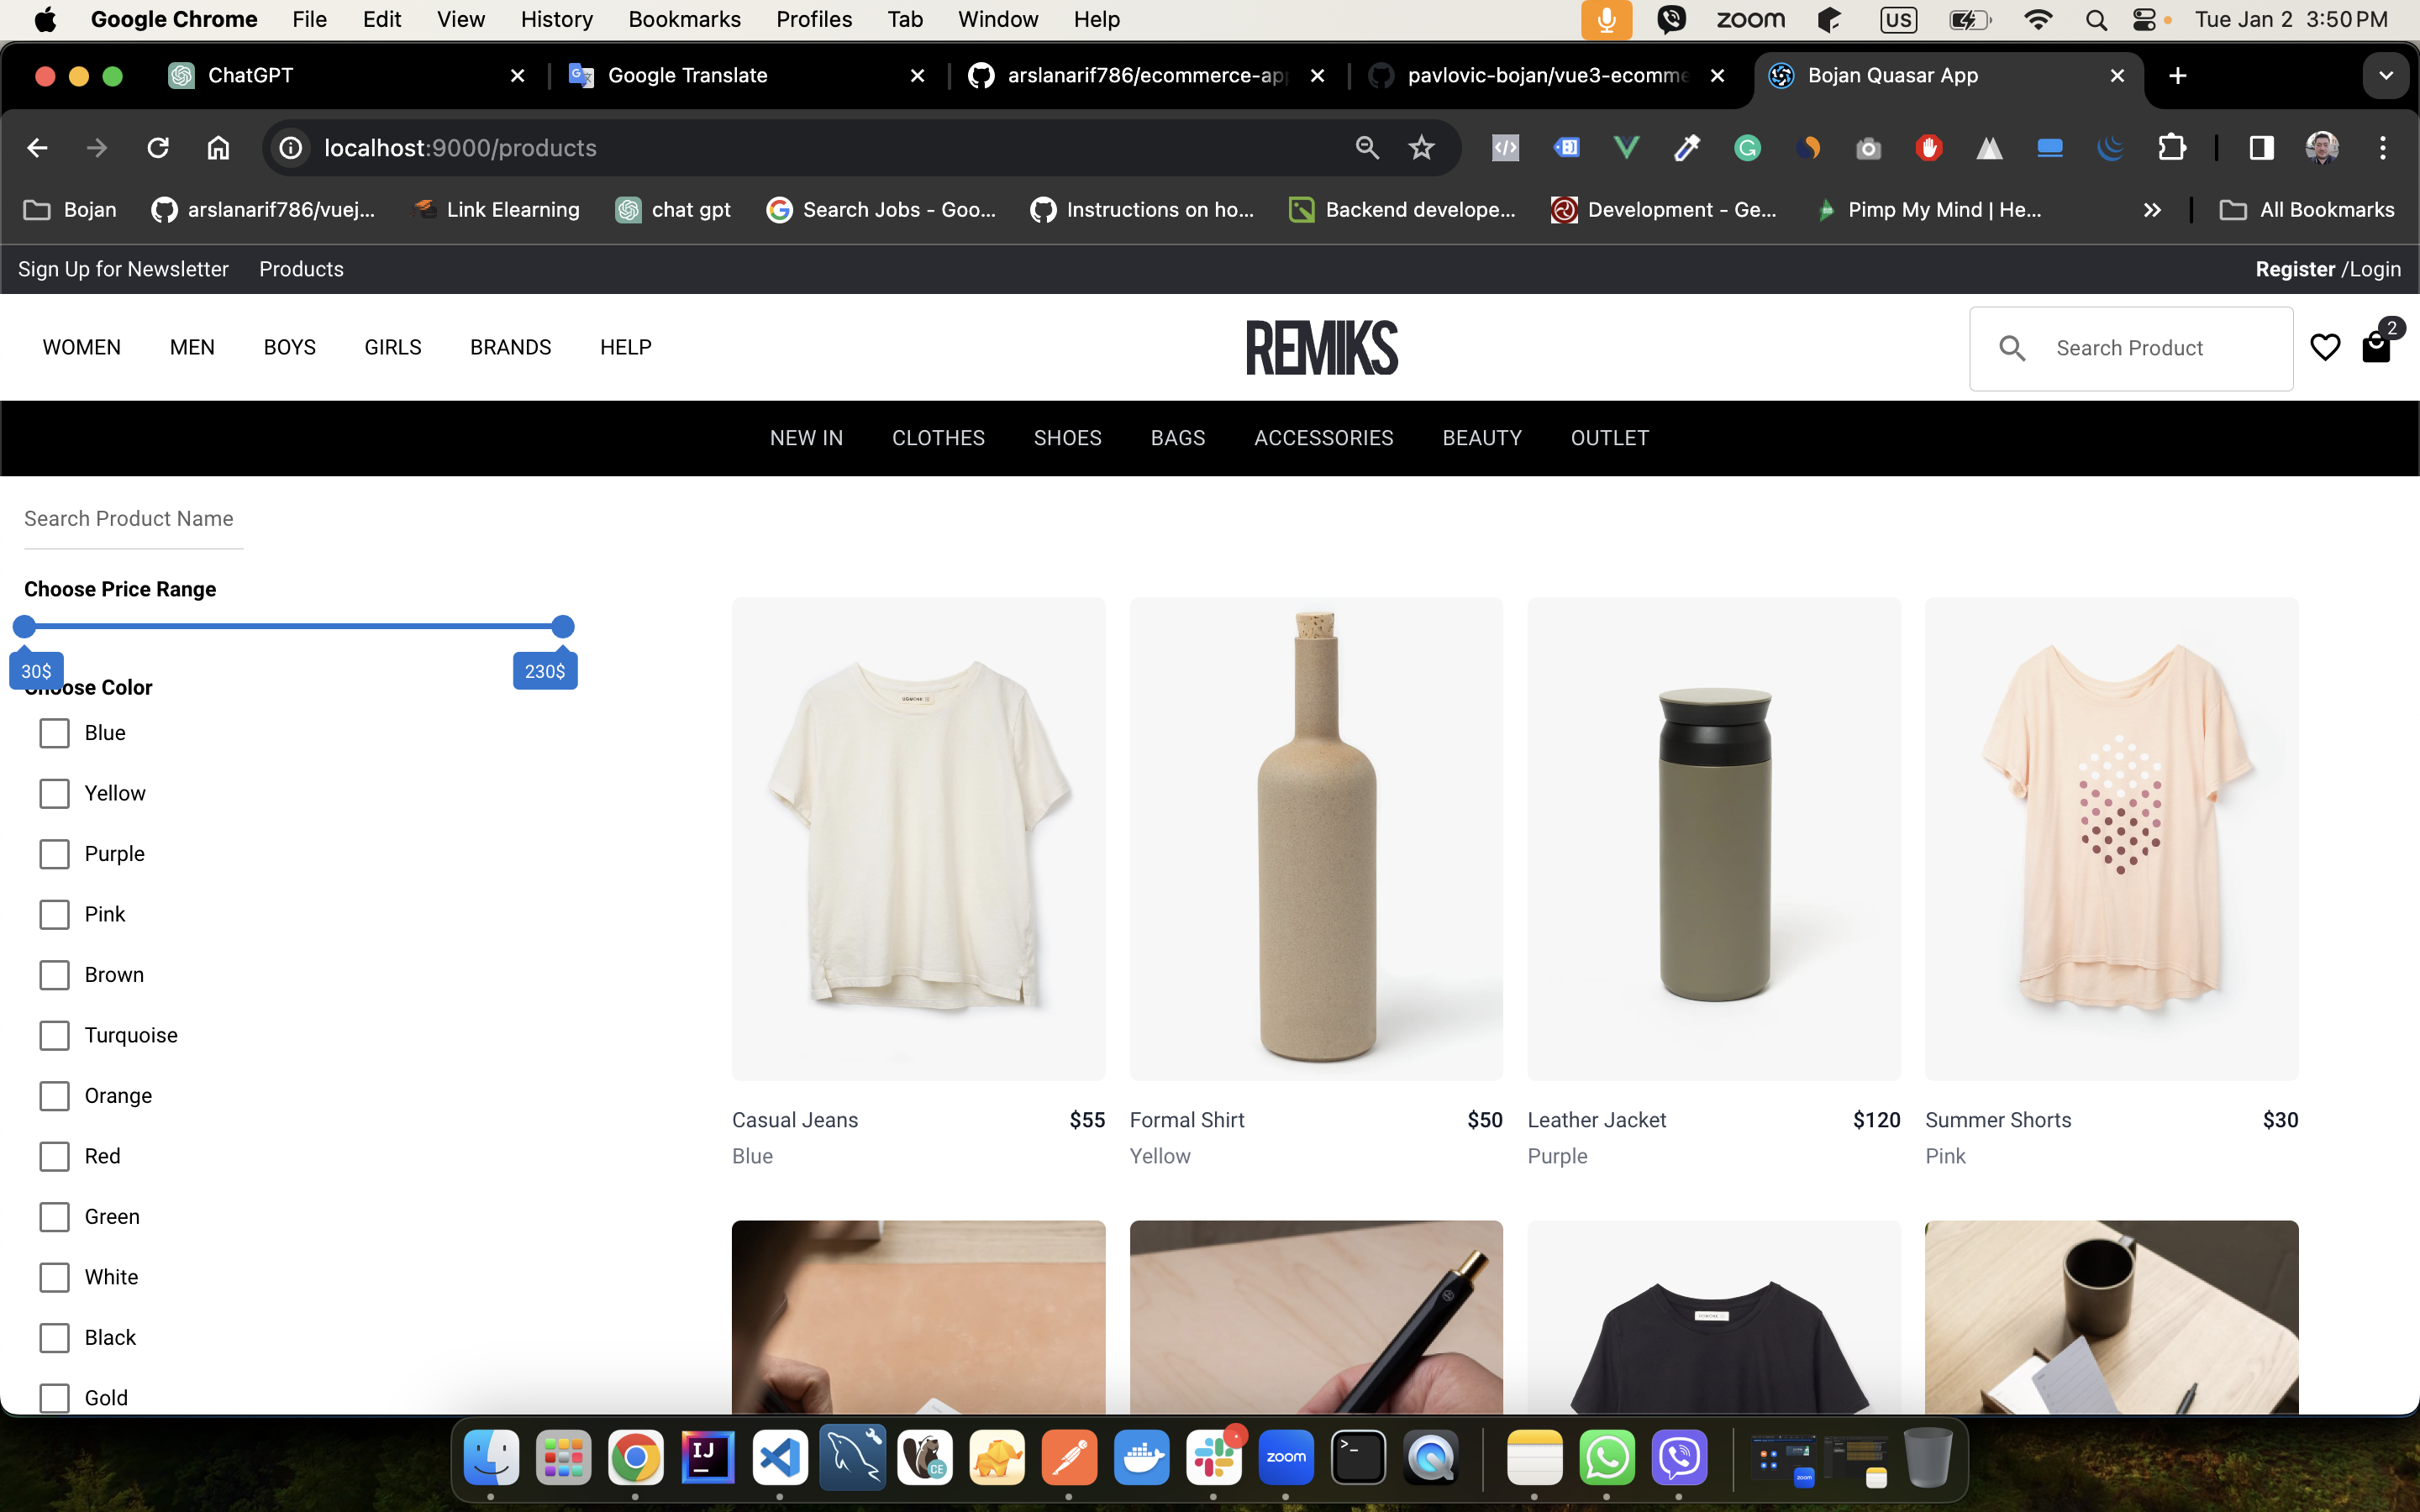 Google Chrome File Edit View History Bookmarks Profiles Tab Window Help zoom US Tue Jan 2 3:50 PM
ChatGPT Google Translate arslanarif786/ecommerce-app pavlovic-bojan/vue3-ecomme Bojan Quasar App
localhost:9000/products
Bojan arslanarif786/vuej... Link Elearning chat gpt Search Jobs - Goo... Instructions on ho... Backend develope... Development - Ge... Pimp My Mind | He... All Bookmarks
Sign Up for Newsletter Products Register /Login
WOMEN MEN BOYS GIRLS BRANDS HELP REMIKS Search Product 2
NEW IN CLOTHES SHOES BAGS ACCESSORIES BEAUTY OUTLET
Search Product Name
Choose Price Range
30$ 230$
Choose Color
Blue
Yellow
Purple
Pink
Brown
Turquoise
Orange
Red
Green
White
Black
Gold
Casual Jeans $55
Blue
Formal Shirt $50
Yellow
Leather Jacket $120
Purple
Summer Shorts $30
Pink
IJ CE zoom